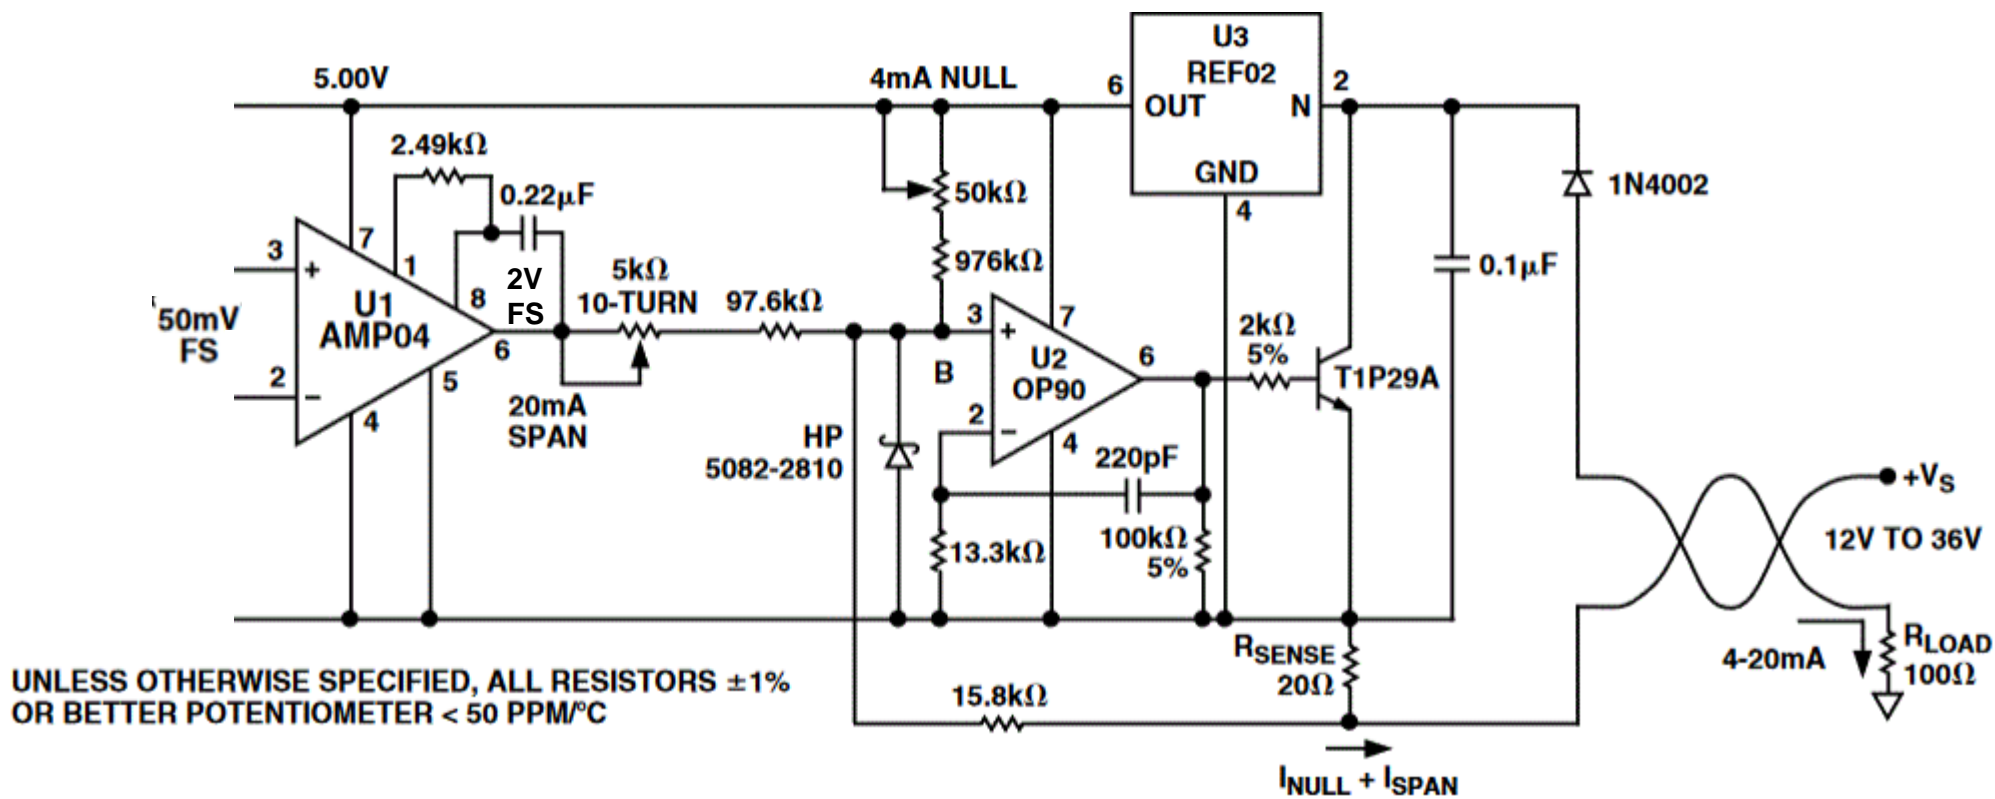 U3
REF02
6
OUT
N
2
GND
4
5.00V
4mA NULL
2.49kΩ
0.22µF
50kΩ
976kΩ
1N4002
0.1µF
3
+
7
1
8
U1
AMP04
50mV
FS
2
−
4
5
6
2V
FS
5kΩ
10-TURN
97.6kΩ
20mA
SPAN
B
3
+
7
U2
OP90
6
2
−
4
2kΩ
5%
T1P29A
HP
5082-2810
220pF
13.3kΩ
100kΩ
5%
+VS
12V TO 36V
RSENSE
20Ω
4-20mA
RLOAD
100Ω
15.8kΩ
INULL + ISPAN
UNLESS OTHERWISE SPECIFIED, ALL RESISTORS ±1%
OR BETTER POTENTIOMETER < 50 PPM/°C